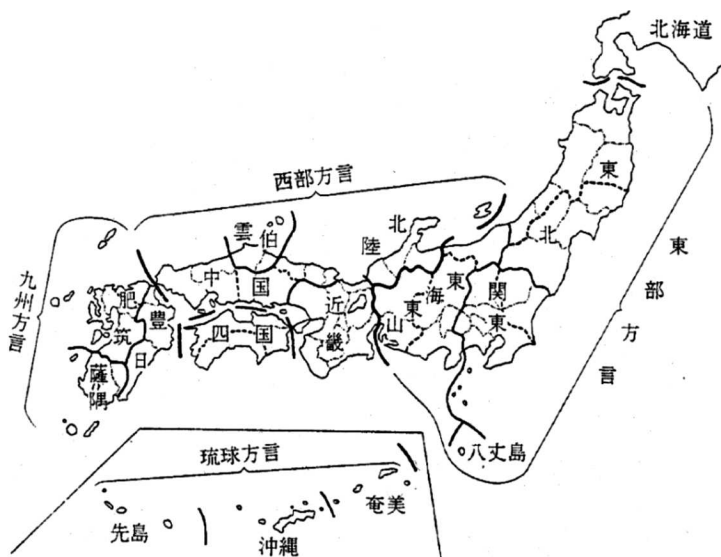 北海道
東北
東部方言
西部方言
北陸
雲伯
中国
近畿
東海東山
関東
四国
九州方言
肥筑
豊日
薩隅
八丈島
琉球方言
奄美
沖縄
先島